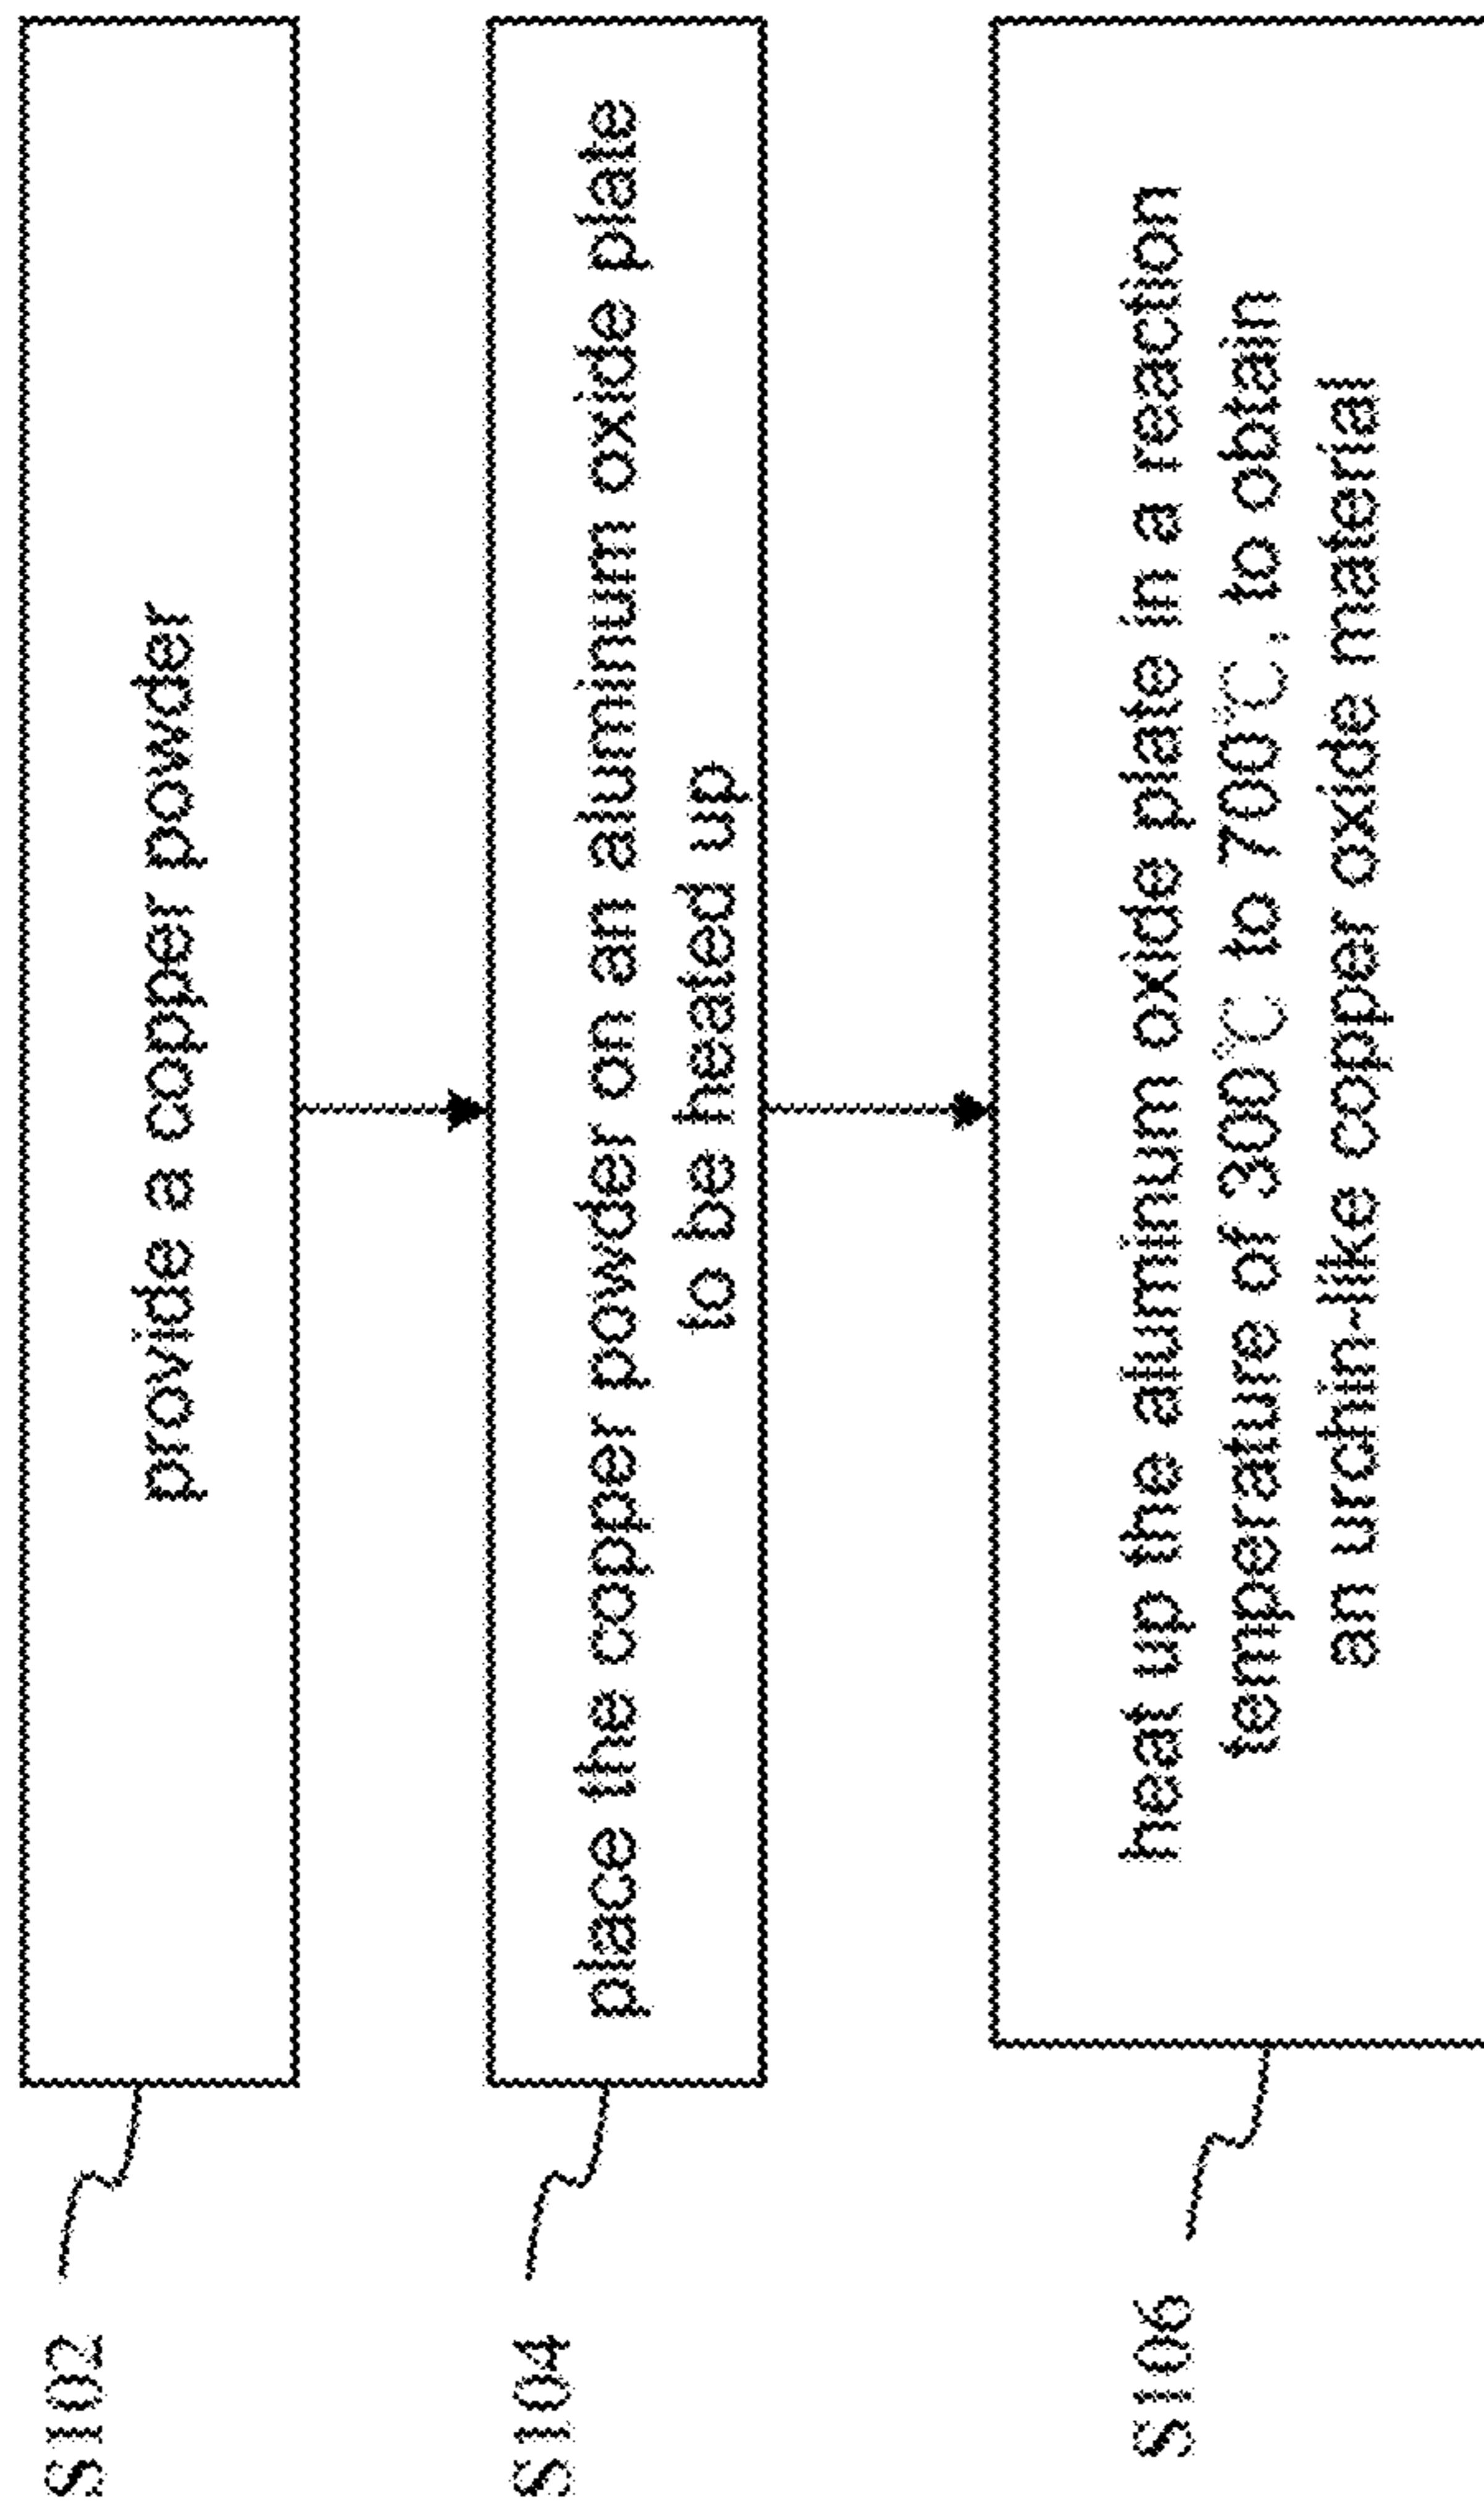 S102
provide a copper powder
S104
place the copper powder on an aluminum oxide plate
to be heated up
S106
heat up the aluminum oxide plate in a reaction
temperature of 300℃ to 700℃, to obtain
an urchin-like copper oxide material